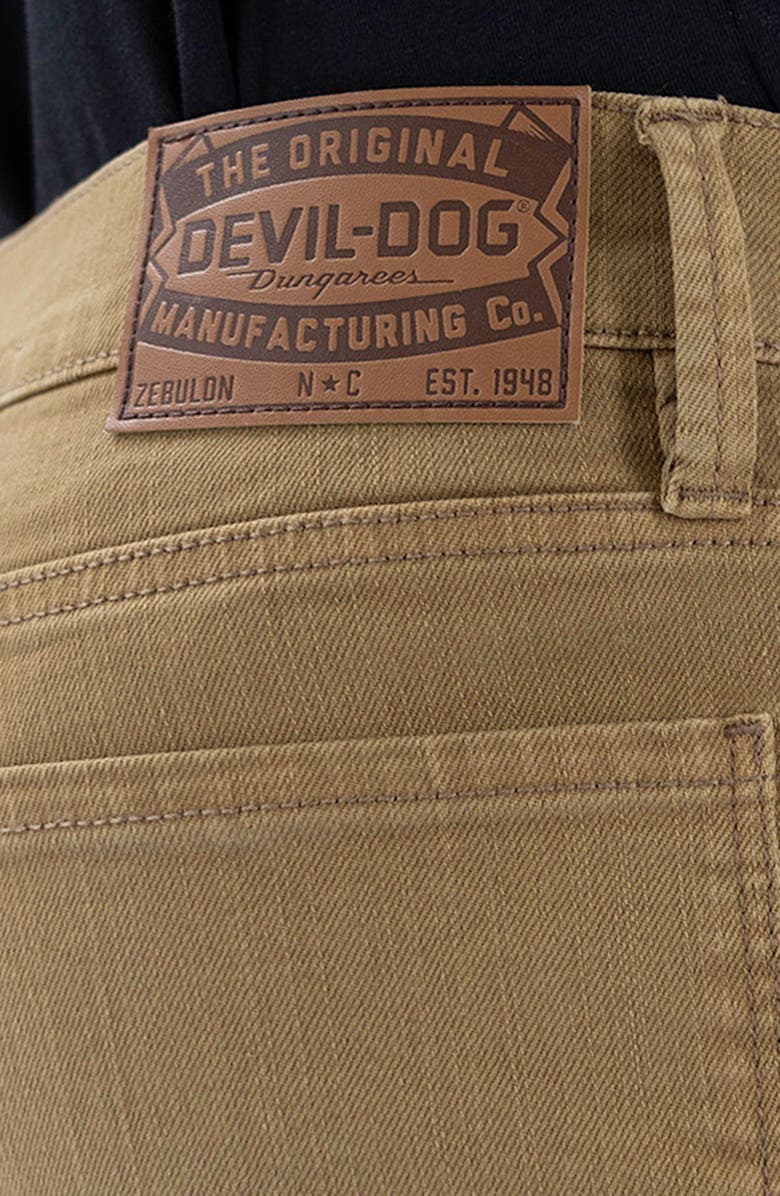 THE ORIGINAL
DEVIL-DOG®
Dungarees
MANUFACTURING Co.
ZEBULON N★C EST. 1948